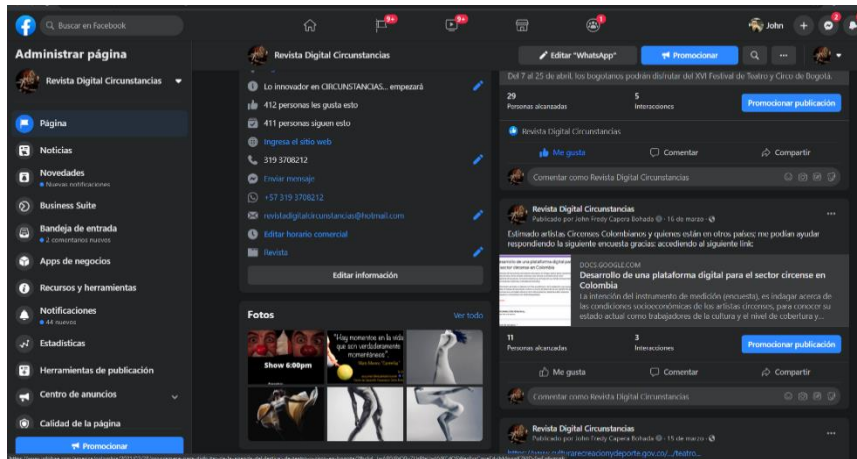 Buscar en Facebook
9+
9+
9
John
2
Administrar página
Revista Digital Circunstancias
Página
Noticias
Novedades
Nuevas notificaciones
Business Suite
Bandeja de entrada
2 comentarios nuevos
Apps de negocios
Recursos y herramientas
Notificaciones
44 nuevos
Estadísticas
Herramientas de publicación
Centro de anuncios
Calidad de la página
Promocionar
Revista Digital Circunstancias
Editar "WhatsApp"
Promocionar
Lo innovador en CIRCUNSTANCIAS... empezará
412 personas les gusta esto
411 personas siguen esto
Ingresa el sitio web
319 3708212
Enviar mensaje
+57 319 3708212
revistadigitalcircunstancias@hotmail.com
Editar horario comercial
Revista
Editar información
Fotos
Ver todo
Show 6:00pm
"Hay momentos en la vida
que son verdaderamente
momentáneos".
Del 7 al 25 de abril, los bogotanos podrán disfrutar del XVI Festival de Teatro y Circo de Bogotá.
29
Personas alcanzadas
5
Interacciones
Promocionar publicación
Revista Digital Circunstancias
Me gusta
Comentar
Compartir
Comentar como Revista Digital Circunstancias
Revista Digital Circunstancias
Publicado por John Fredy Capera Bohada · 16 de marzo ·
Estimado artistas Circenses Colombianos y quienes están en otros países; me podían ayudar
respondiendo la siguiente encuesta gracias: accediendo al siguiente link:
DOCS.GOOGLE.COM
Desarrollo de una plataforma digital para el sector circense en
Colombia
La intención del instrumento de medición (encuesta), es indagar acerca de
las condiciones socioeconómicas de los artistas circenses, para conocer su
estado actual como trabajadores de la cultura y el nivel de cobertura y...
11
Personas alcanzadas
3
Interacciones
Promocionar publicación
Me gusta
Comentar
Compartir
Comentar como Revista Digital Circunstancias
Revista Digital Circunstancias
Publicado por John Fredy Capera Bohada · 15 de marzo ·
https://www.culturarecreacionydeporte.gov.co/.../teatro...